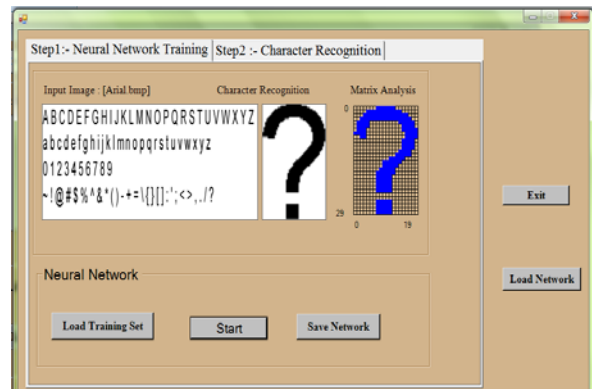 Step1:- Neural Network Training Step2 :- Character Recognition
Input Image : [Arial.bmp] Character Recognition Matrix Analysis
ABCDEFGHIJKLMNOPQRSTUVWXYZ
abcdefghijklmnopqrstuvwxyz
0123456789
~!@#$%^&*()-+=\{}[]:';<>,./?
?
0
29
0 19
Exit
Neural Network
Load Network
Load Training Set Start Save Network